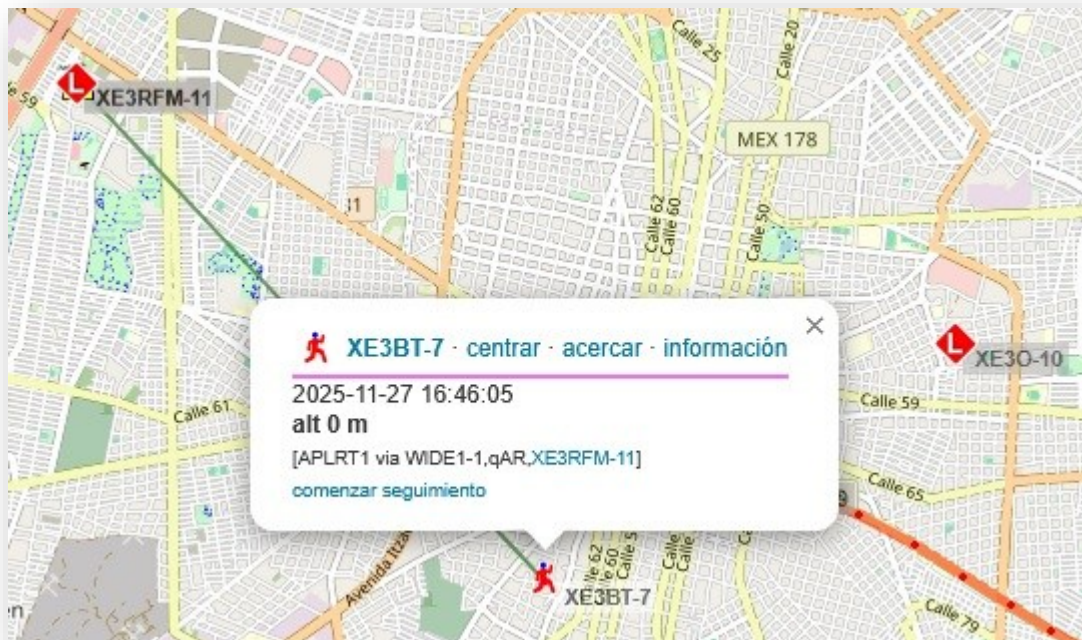 Calle 25
Calle 20
L
XE3RFM-11
MEX 178
Calle 62
Calle 60
Calle 50
XE3BT-7 · centrar · acercar · información
×
2025-11-27 16:46:05
alt 0 m
[APLRT1 via WIDE1-1,qAR,XE3RFM-11]
comenzar seguimiento
L
XE3O-10
Calle 61
Calle 59
Calle 65
Avenida Itza
XE3BT-7
Calle 79